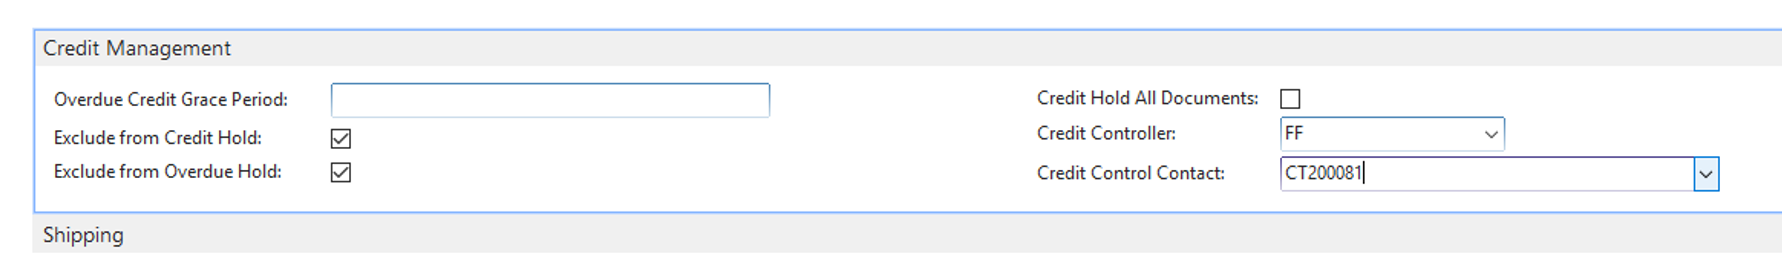 Credit Management
Overdue Credit Grace Period:
Exclude from Credit Hold:
Exclude from Overdue Hold:
Credit Hold All Documents:
Credit Controller: FF
Credit Control Contact: CT200081
Shipping